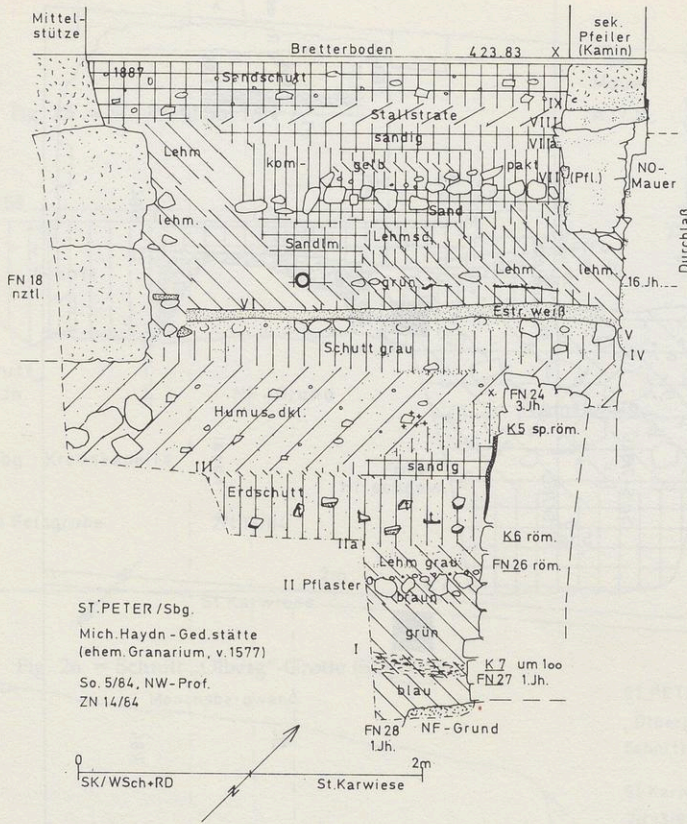 Mittel-
stütze
sek.
Pfeiler
(Kamin)
Bretterboden 423.83 X
1887
Sandschutt
IX
Stallstrate
VIII
sandig
VIIa
Lehm
kom- gelb pakt
VII (Pfl.)
NO-
Mauer
Durchlaß
lehm.
Sand
Sandlm.
Lehmsc.
grün
Lehm
lehm.
16.Jh.
FN 18
nztl.
VI
Estr. weiß
V
Schutt grau
IV
x FN 24
3.Jh.
Humus dkl.
K5 sp.röm.
III
sandig
Erdschutt
K6 röm.
IIa
Lehm grau
FN 26 röm.
II Pflaster
braun
ST.PETER/Sbg.
grün
Mich.Haydn-Ged.stätte
(ehem. Granarium, v.1577)
I
K 7 um 100
FN 27 1.Jh.
So. 5/84, NW-Prof.
blau
ZN 14/84
FN 28
1.Jh.
NF-Grund
0 2m
SK/WSch+RD St.Karwiese
N